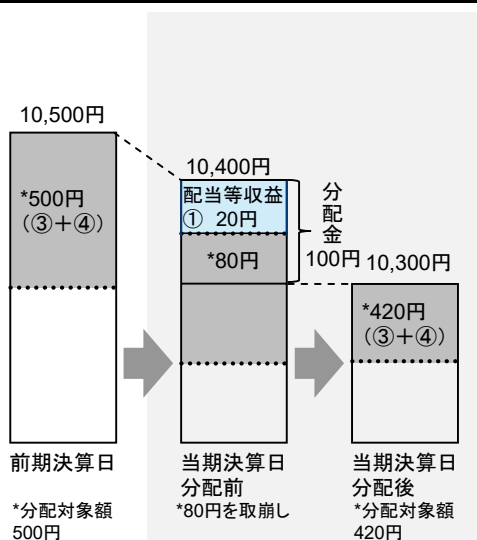 10,500円
*500円
(③+④)
前期決算日
*分配対象額
500円
10,400円
配当等収益
① 20円
*80円
分配金
100円
当期決算日
分配前
*80円を取崩し
10,300円
*420円
(③+④)
当期決算日
分配後
*分配対象額
420円